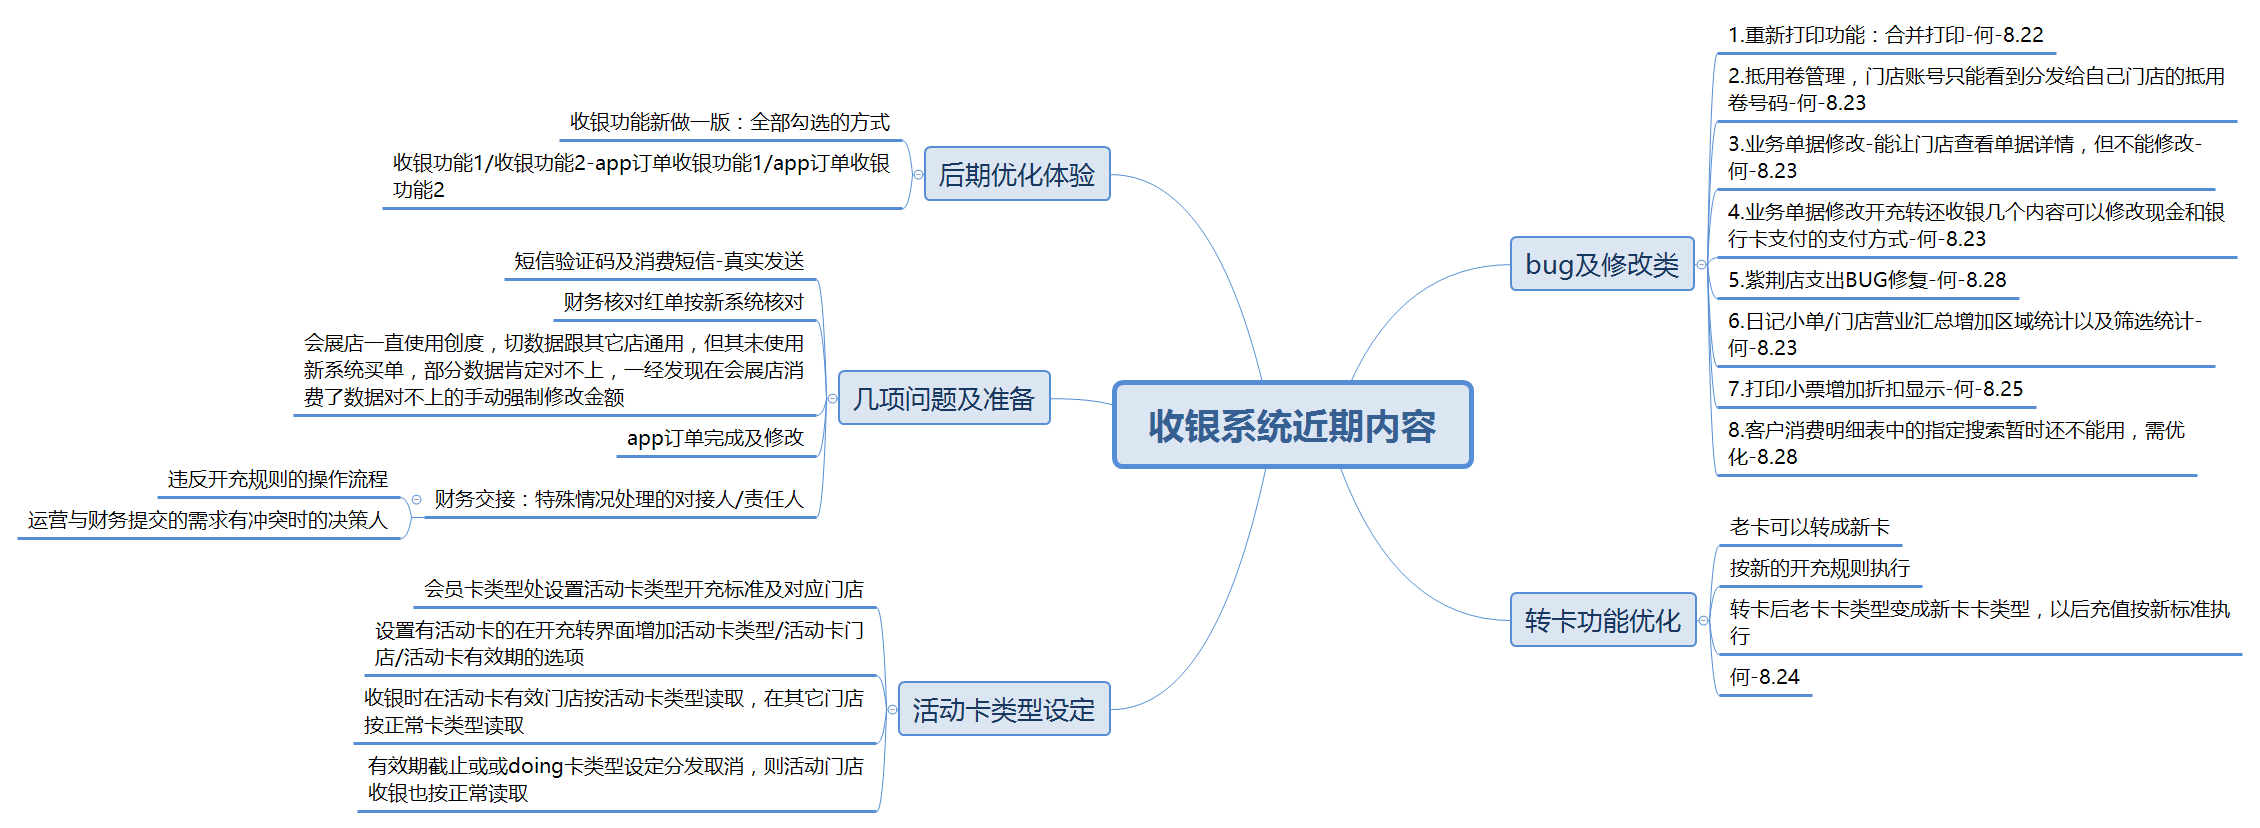 收银系统近期内容
bug及修改类
1.重新打印功能：合并打印-何-8.22
2.抵用卷管理，门店账号只能看到分发给自己门店的抵用
卷号码-何-8.23
3.业务单据修改-能让门店查看单据详情，但不能修改-
何-8.23
4.业务单据修改开充转还收银几个内容可以修改现金和银
行卡支付的支付方式-何-8.23
5.紫荆店支出BUG修复-何-8.28
6.日记小单/门店营业汇总增加区域统计以及筛选统计-
何-8.23
7.打印小票增加折扣显示-何-8.25
8.客户消费明细表中的指定搜索暂时还不能用，需优
化-8.28
转卡功能优化
老卡可以转成新卡
按新的开充规则执行
转卡后老卡卡类型变成新卡卡类型，以后充值按新标准执
行
何-8.24
后期优化体验
收银功能新做一版：全部勾选的方式
收银功能1/收银功能2-app订单收银功能1/app订单收银
功能2
几项问题及准备
短信验证码及消费短信-真实发送
财务核对红单按新系统核对
会展店一直使用创度，切数据跟其它店通用，但其未使用
新系统买单，部分数据肯定对不上，一经发现在会展店消
费了数据对不上的手动强制修改金额
app订单完成及修改
财务交接：特殊情况处理的对接人/责任人
违反开充规则的操作流程
运营与财务提交的需求有冲突时的决策人
活动卡类型设定
会员卡类型处设置活动卡类型开充标准及对应门店
设置有活动卡的在开充转界面增加活动卡类型/活动卡门
店/活动卡有效期的选项
收银时在活动卡有效门店按活动卡类型读取，在其它门店
按正常卡类型读取
有效期截止或或doing卡类型设定分发取消，则活动门店
收银也按正常读取